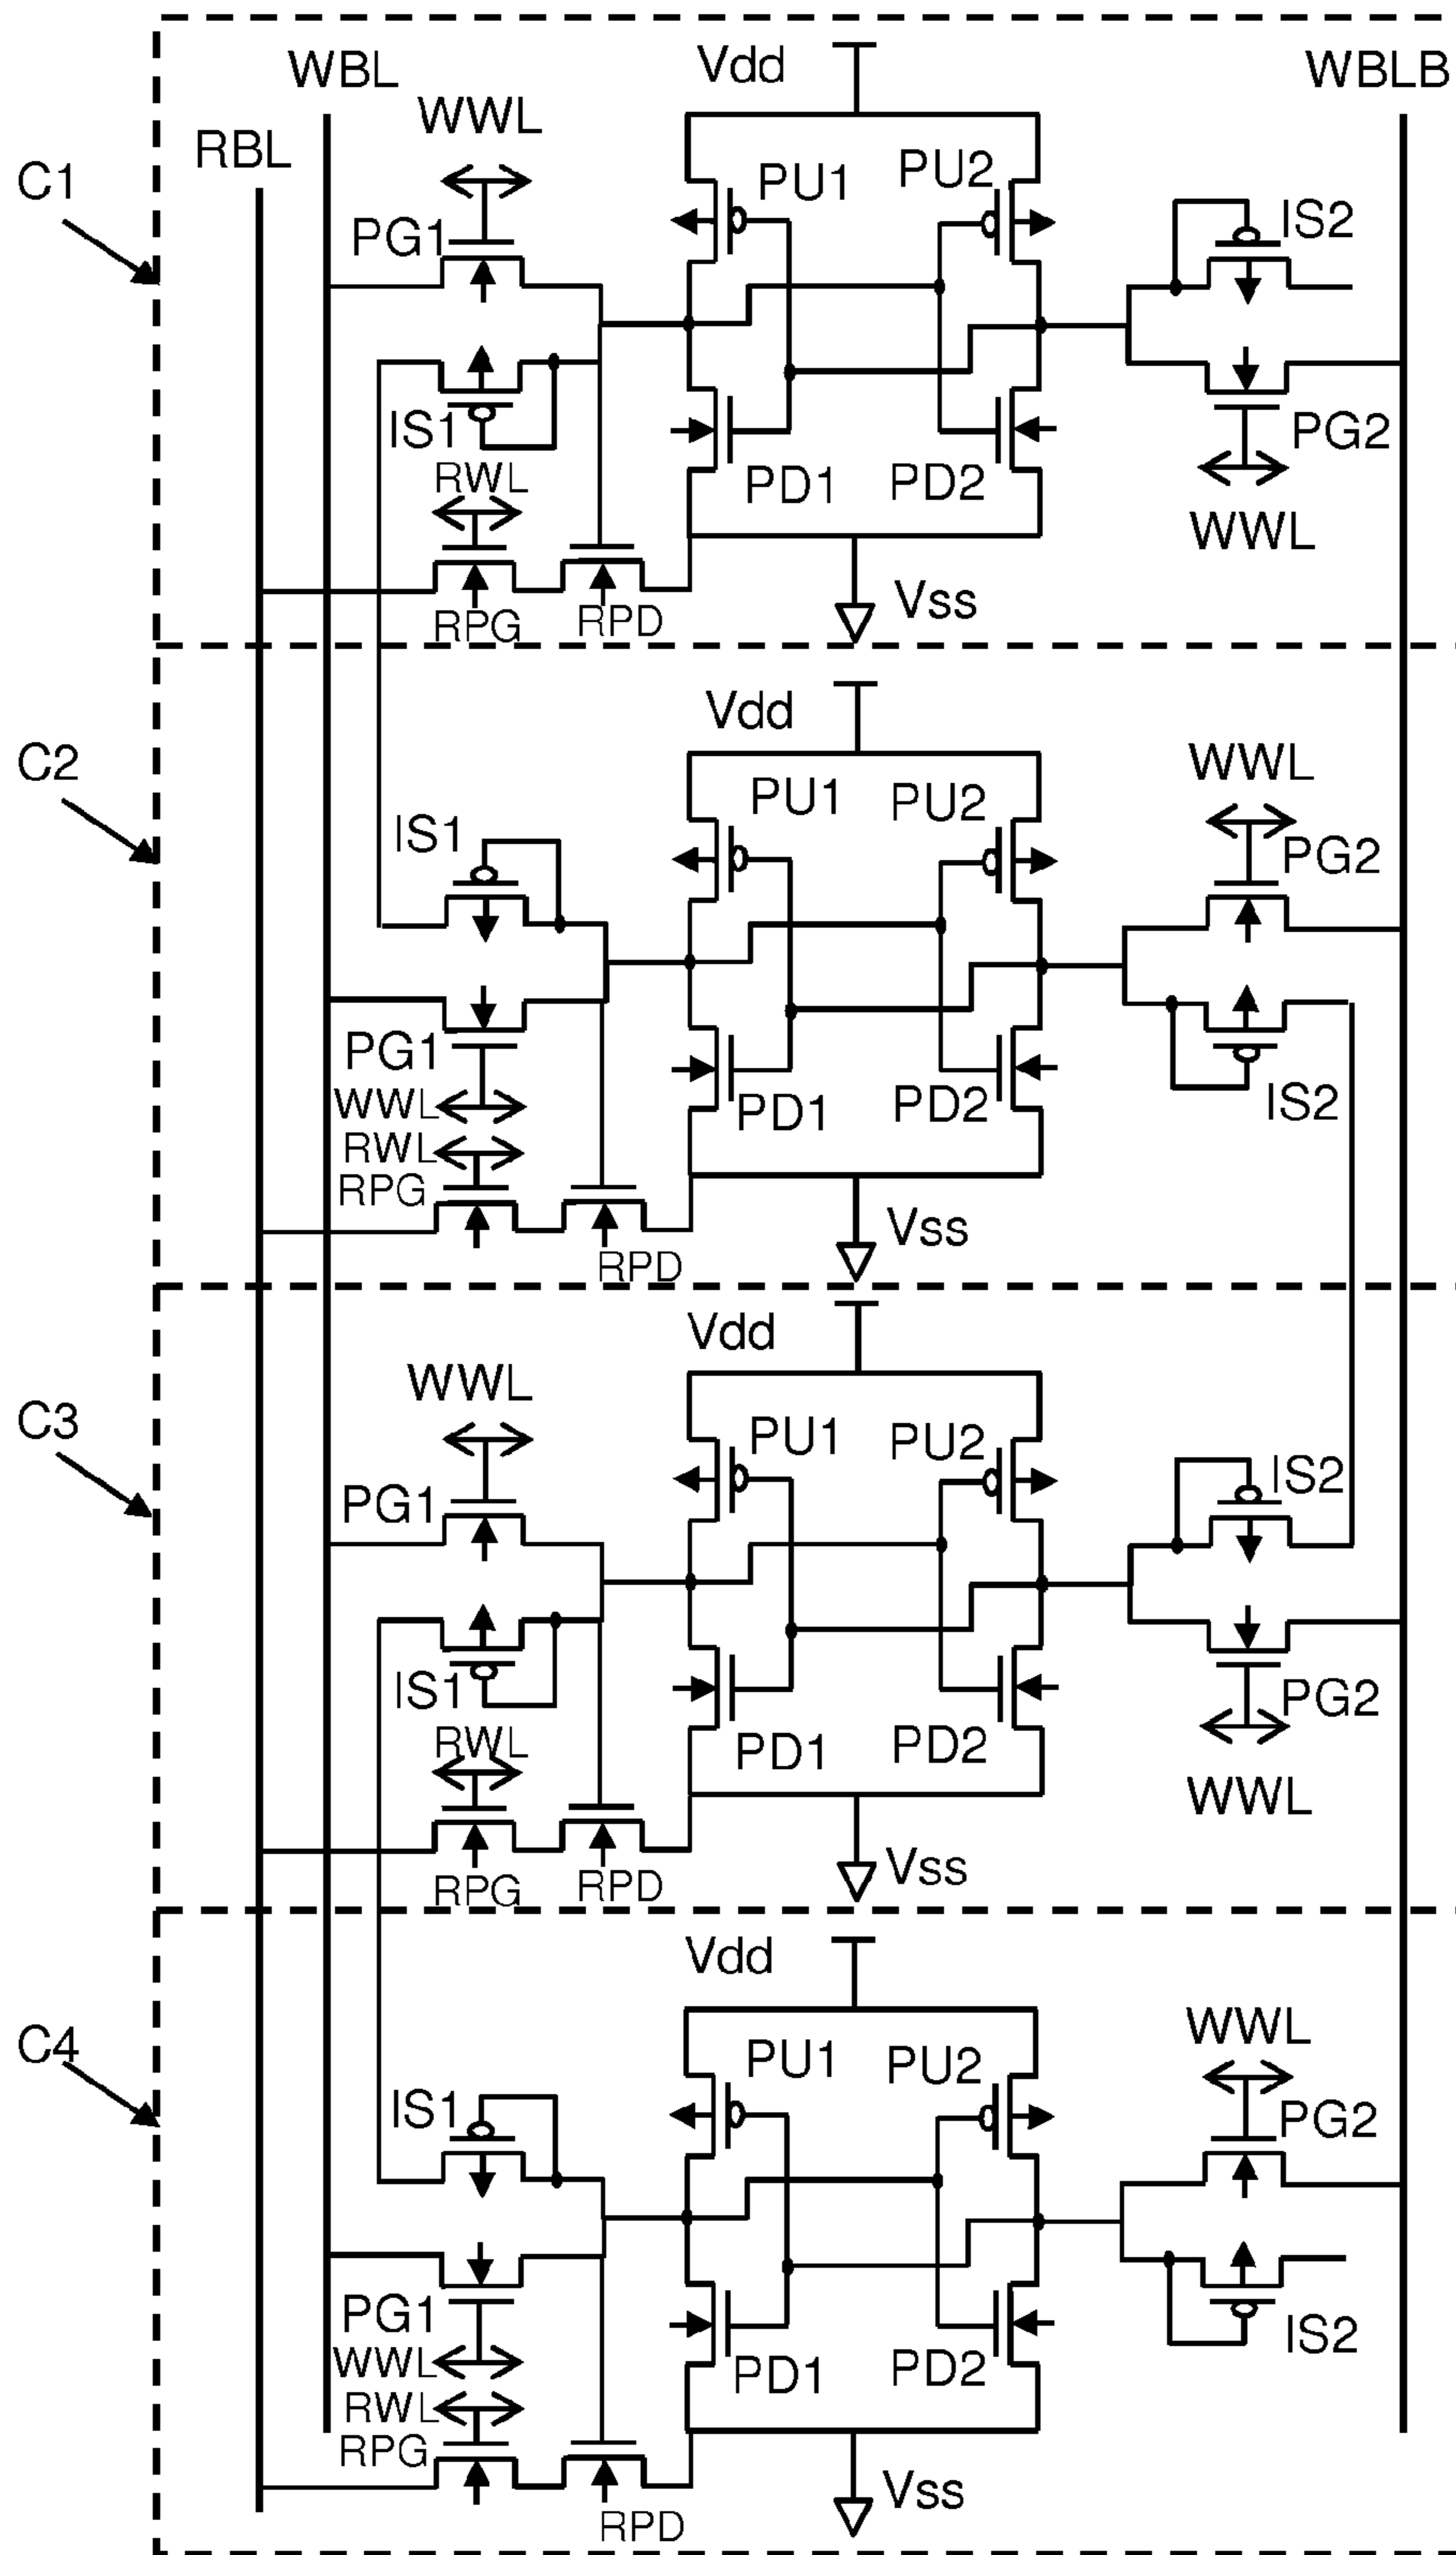 WBL
Vdd
WBLB
WWL
RBL
C1
PU1
PU2
PG1
IS2
IS1
PG2
RWL
PD1
PD2
WWL
RPG
RPD
Vss
Vdd
C2
WWL
PU1
PU2
IS1
PG2
PG1
WWL
PD1
PD2
IS2
RWL
RPG
Vss
RPD
Vdd
WWL
C3
PU1
PU2
PG1
IS2
IS1
PG2
RWL
PD1
PD2
WWL
RPG
RPD
Vss
Vdd
WWL
C4
PU1
PU2
IS1
PG2
PG1
IS2
WWL
PD1
PD2
RWL
RPG
Vss
RPD